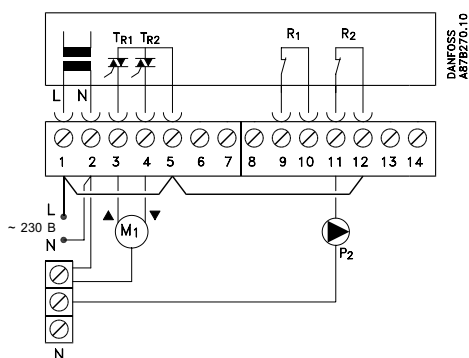 TR1 TR2
R1 R2
DANFOSS
A87B270.10
L N
1 2 3 4 5 6 7 8 9 10 11 12 13 14
L
~ 230 В
N
M1
P2
N